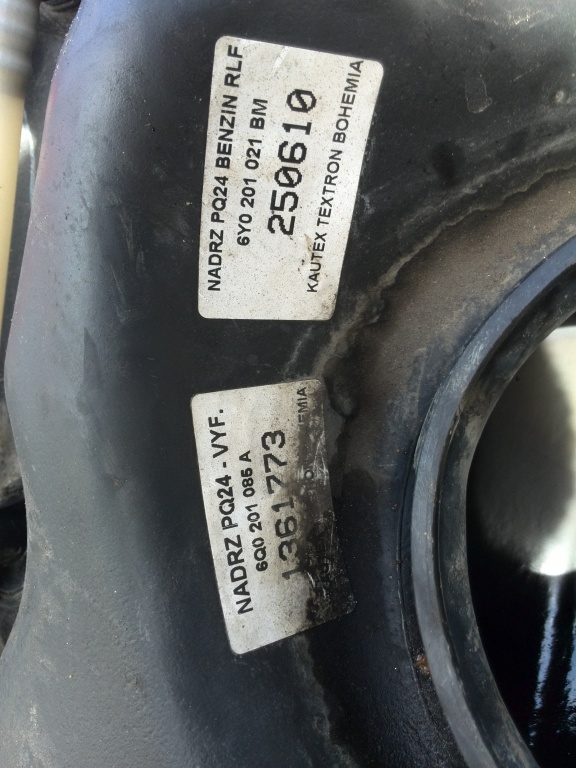 NADRZ PQ24 BENZIN RLF
6Y0 201 021 BM
250610
KAUTEX TEXTRON BOHEMIA
NADRZ PQ24 - VYF.
6Q0 201 085 A
1361773